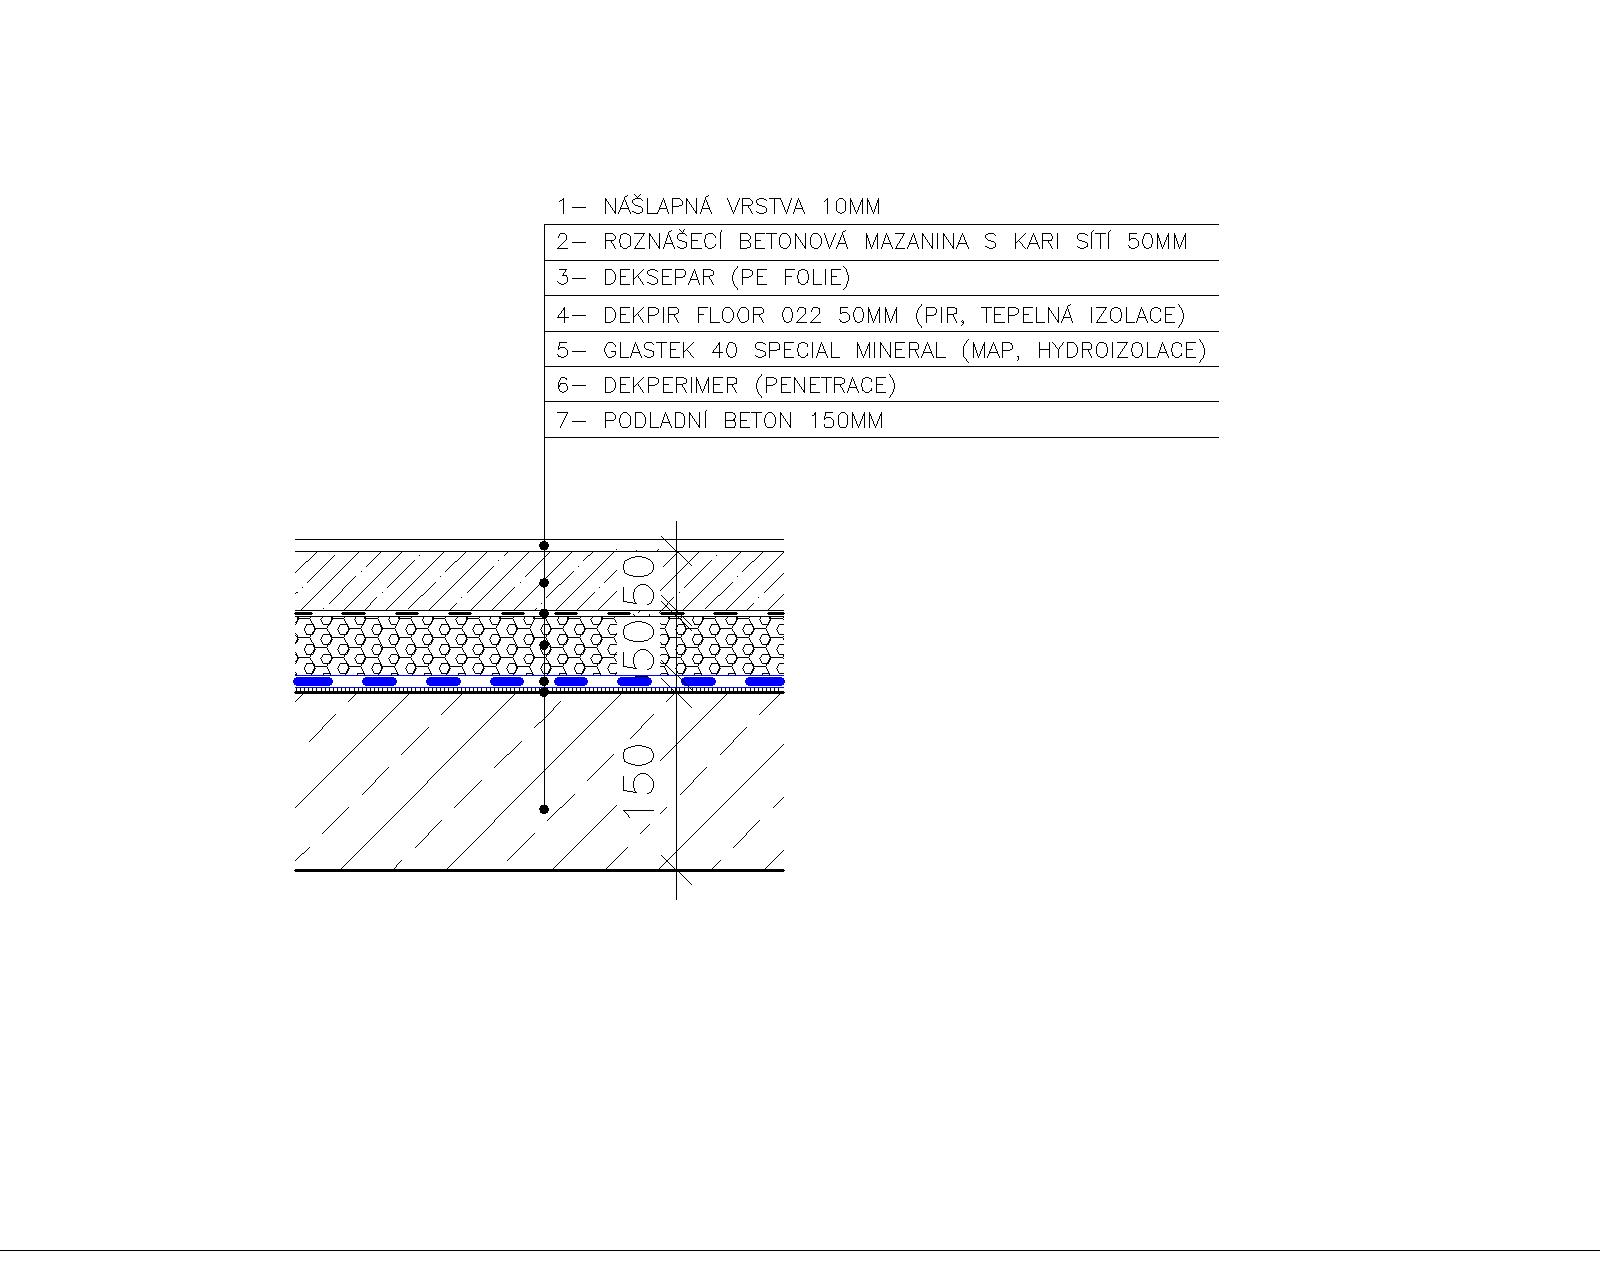 1– NÁŠLAPNÁ VRSTVA 10MM
2– ROZNÁŠECÍ BETONOVÁ MAZANINA S KARI SÍTÍ 50MM
3– DEKSEPAR (PE FOLIE)
4– DEKPIR FLOOR 022 50MM (PIR, TEPELNÁ IZOLACE)
5– GLASTEK 40 SPECIAL MINERAL (MAP, HYDROIZOLACE)
6– DEKPERIMER (PENETRACE)
7– PODLADNÍ BETON 150MM
50
50
150